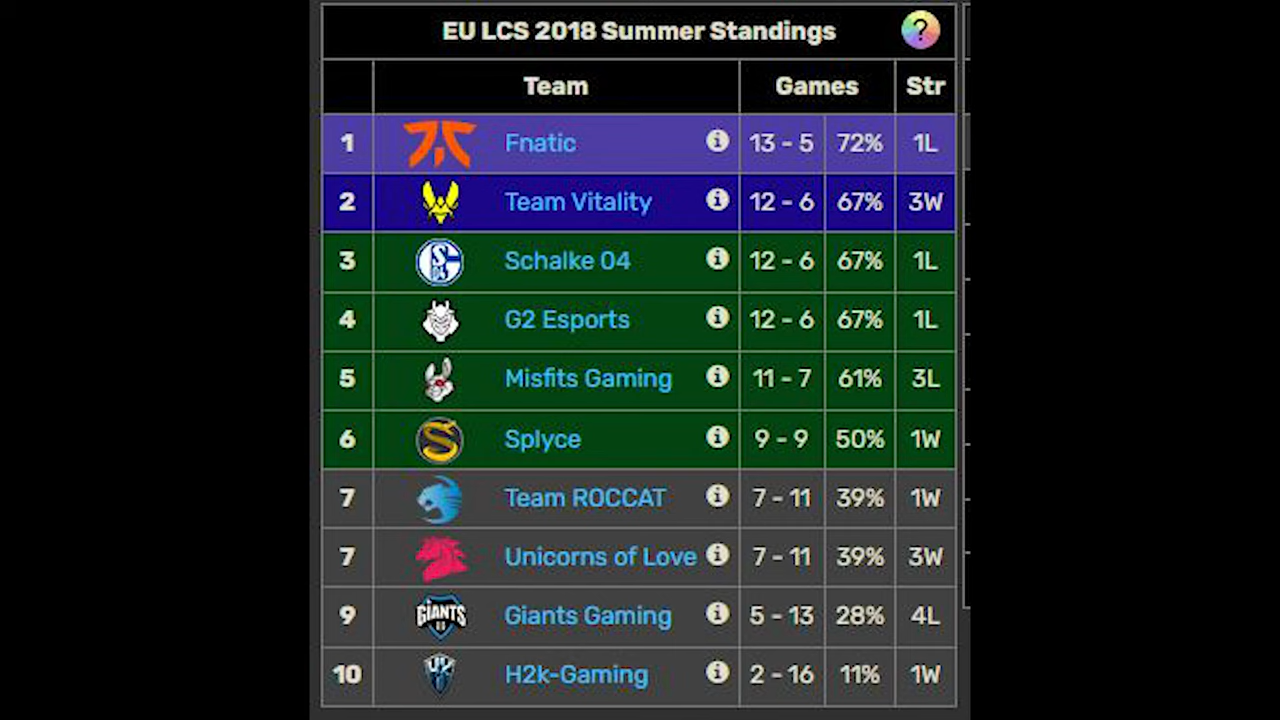 EU LCS 2018 Summer Standings ?
Team Games Str
1 Fnatic i 13 - 5 72% 1L
2 Team Vitality i 12 - 6 67% 3W
3 Schalke 04 i 12 - 6 67% 1L
4 G2 Esports i 12 - 6 67% 1L
5 Misfits Gaming i 11 - 7 61% 3L
6 Splyce i 9 - 9 50% 1W
7 Team ROCCAT i 7 - 11 39% 1W
7 Unicorns of Love i 7 - 11 39% 3W
9 GIANTS Giants Gaming i 5 - 13 28% 4L
10 H2k-Gaming i 2 - 16 11% 1W